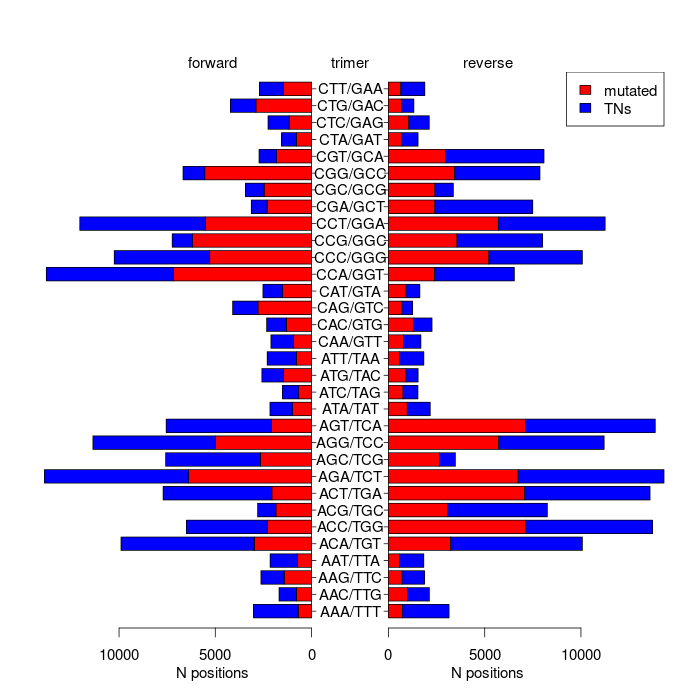 forward trimer reverse
mutated
TNs
CTT/GAA
CTG/GAC
CTC/GAG
CTA/GAT
CGT/GCA
CGG/GCC
CGC/GCG
CGA/GCT
CCT/GGA
CCG/GGC
CCC/GGG
CCA/GGT
CAT/GTA
CAG/GTC
CAC/GTG
CAA/GTT
ATT/TAA
ATG/TAC
ATC/TAG
ATA/TAT
AGT/TCA
AGG/TCC
AGC/TCG
AGA/TCT
ACT/TGA
ACG/TGC
ACC/TGG
ACA/TGT
AAT/TTA
AAG/TTC
AAC/TTG
AAA/TTT
10000 5000 0 0 5000 10000
N positions N positions